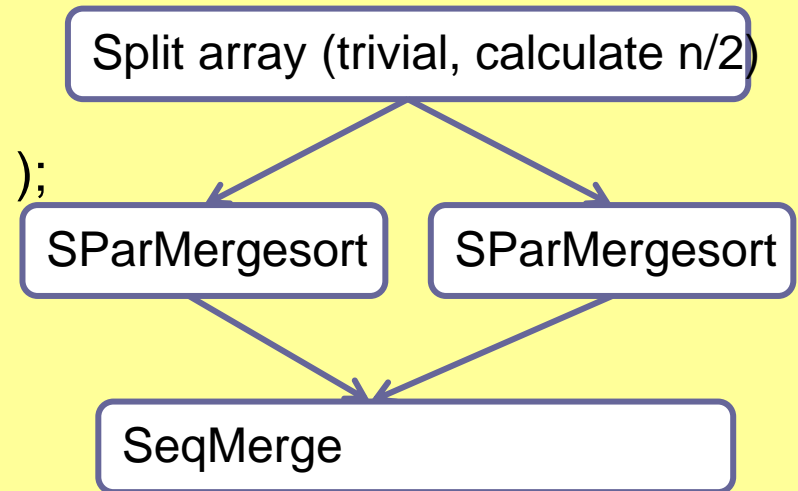 Split array (trivial, calculate n/2)
);
SParMergesort
SParMergesort
SeqMerge